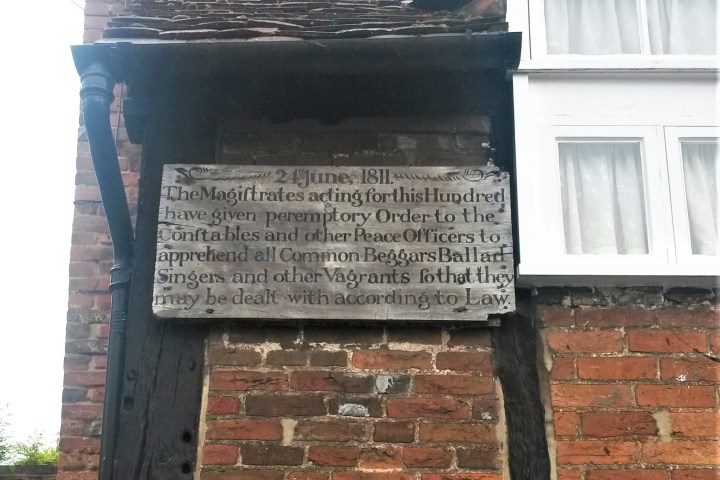 24th June, 1811.
The Magiſtrates acting for this Hundred
have given peremptory Order to the
Conſtables and other Peace Officers to
apprehend all Common Beggars Ballad
Singers and other Vagrants ſo that they
may be dealt with according to Law.